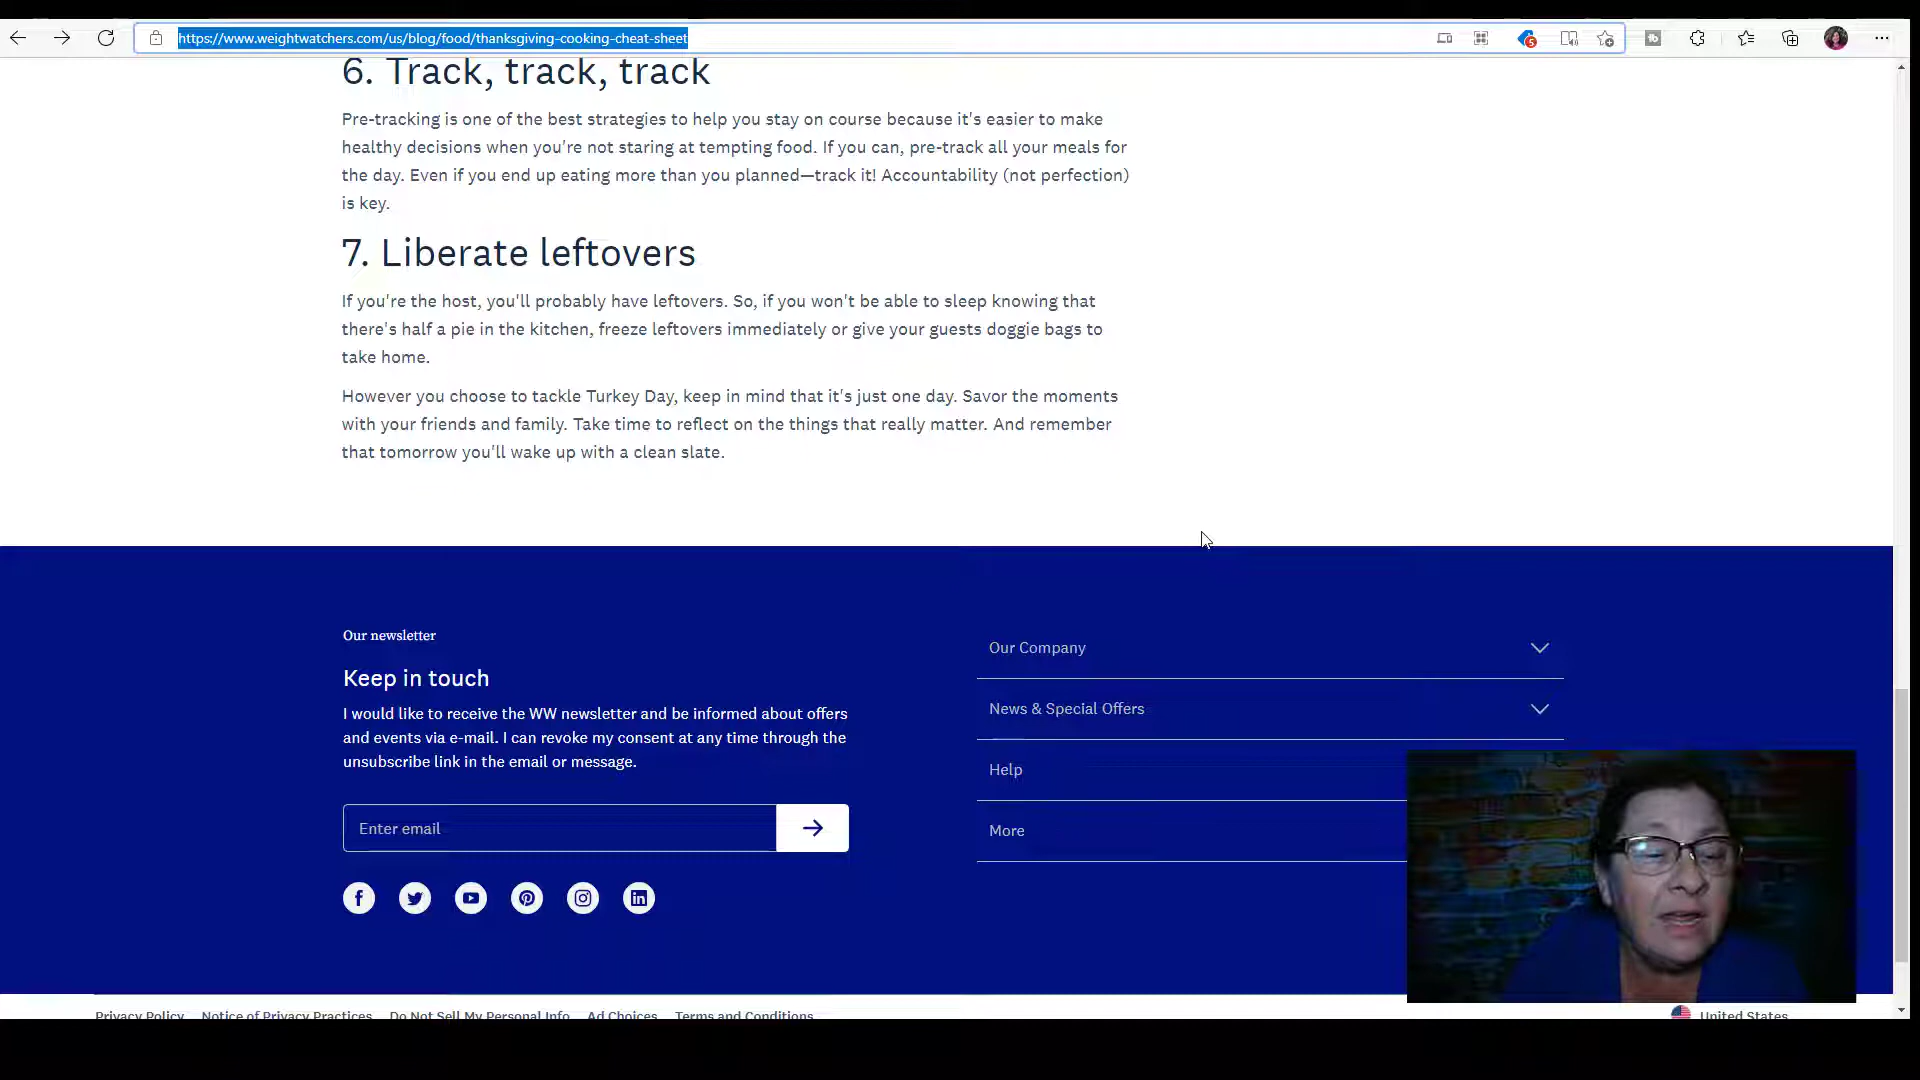 https://www.weightwatchers.com/us/blog/food/thanksgiving-cooking-cheat-sheet
5
6. Track, track, track
Pre-tracking is one of the best strategies to help you stay on course because it's easier to make
healthy decisions when you're not staring at tempting food. If you can, pre-track all your meals for
the day. Even if you end up eating more than you planned—track it! Accountability (not perfection)
is key.
7. Liberate leftovers
If you're the host, you'll probably have leftovers. So, if you won't be able to sleep knowing that
there's half a pie in the kitchen, freeze leftovers immediately or give your guests doggie bags to
take home.
However you choose to tackle Turkey Day, keep in mind that it's just one day. Savor the moments
with your friends and family. Take time to reflect on the things that really matter. And remember
that tomorrow you'll wake up with a clean slate.
Our newsletter
Keep in touch
I would like to receive the WW newsletter and be informed about offers
and events via e-mail. I can revoke my consent at any time through the
unsubscribe link in the email or message.
Enter email
Our Company
News & Special Offers
Help
More
Privacy Policy Notice of Privacy Practices Do Not Sell My Personal Info Ad Choices Terms and Conditions
United States